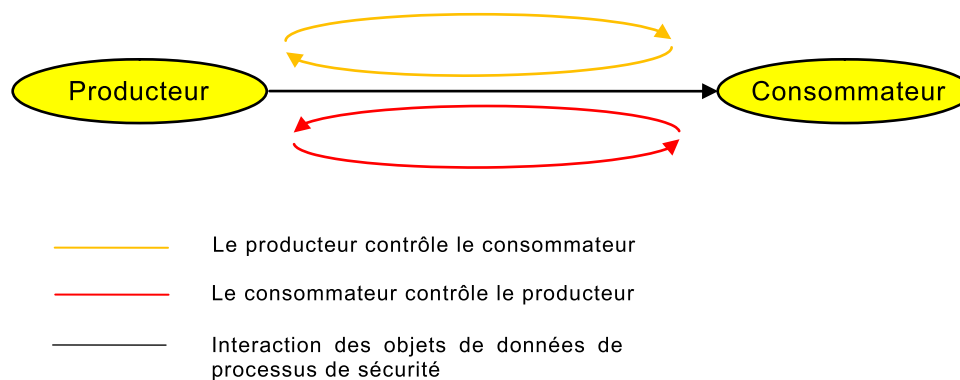 Producteur
Consommateur
Le producteur contrôle le consommateur
Le consommateur contrôle le producteur
Interaction des objets de données de
processus de sécurité